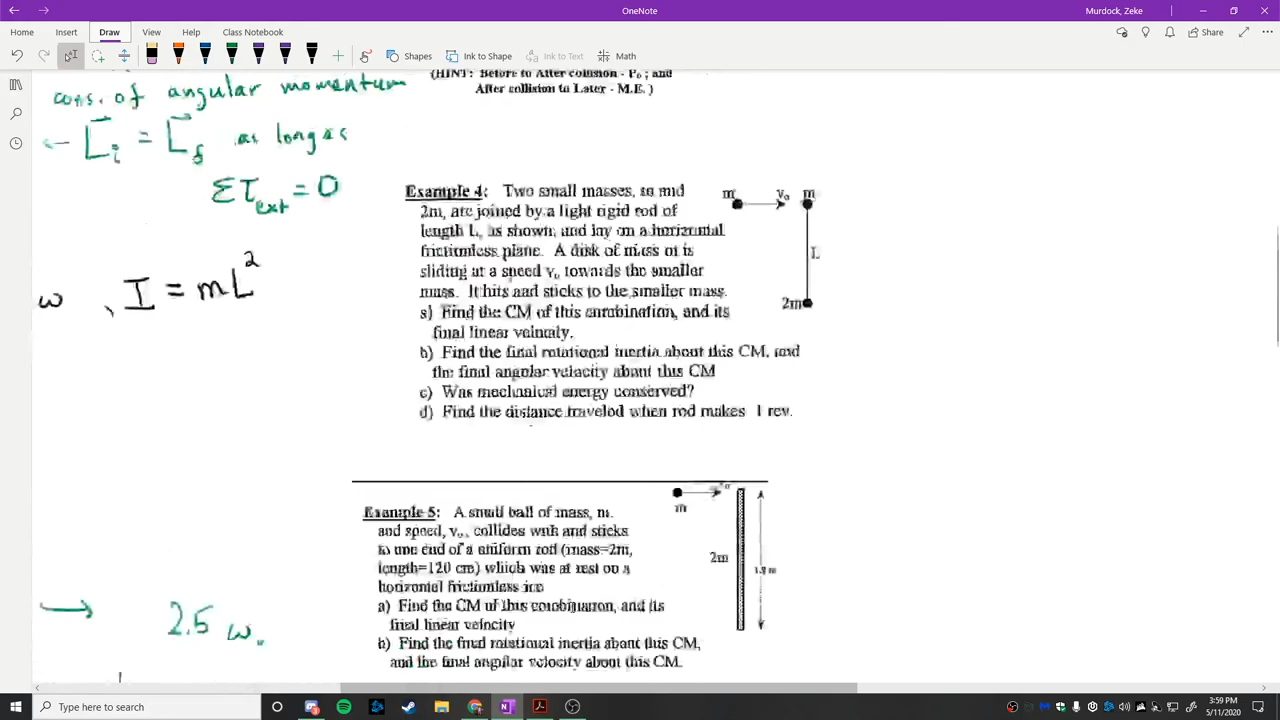 OneNote
Murdock, Zeke
Home Insert Draw View Help Class Notebook
Share
Shapes Ink to Shape Ink to Text Math
(HINT: Before to After collision - P₀ ; and
After collision to Later - M.E. )
cons. of angular momentum
← L⃗i = L⃗f as long as
ΣText = 0
ω , I = mL²
Example 4: Two small masses, m and
2m, are joined by a light rigid rod of
length L, as shown, and lay on a horizontal
frictionless plane. A disk of mass m is
sliding at a speed v₀ towards the smaller
mass. It hits and sticks to the smaller mass.
a) Find the CM of this combination, and its
final linear velocity.
b) Find the final rotational inertia about this CM, and
the final angular velocity about this CM
c) Was mechanical energy conserved?
d) Find the distance traveled when rod makes 1 rev.
m v₀ m
L
2m
Example 5: A small ball of mass, m.
and speed, v₀, collides with and sticks
to one end of a uniform rod (mass=2m,
length=120 cm) which was at rest on a
horizontal frictionless ice
a) Find the CM of this combination, and its
final linear velocity
b) Find the final rotational inertia about this CM,
and the final angular velocity about this CM.
m
2m
→ 2.5 ω.
Type here to search
3:59 PM
5/11/2020